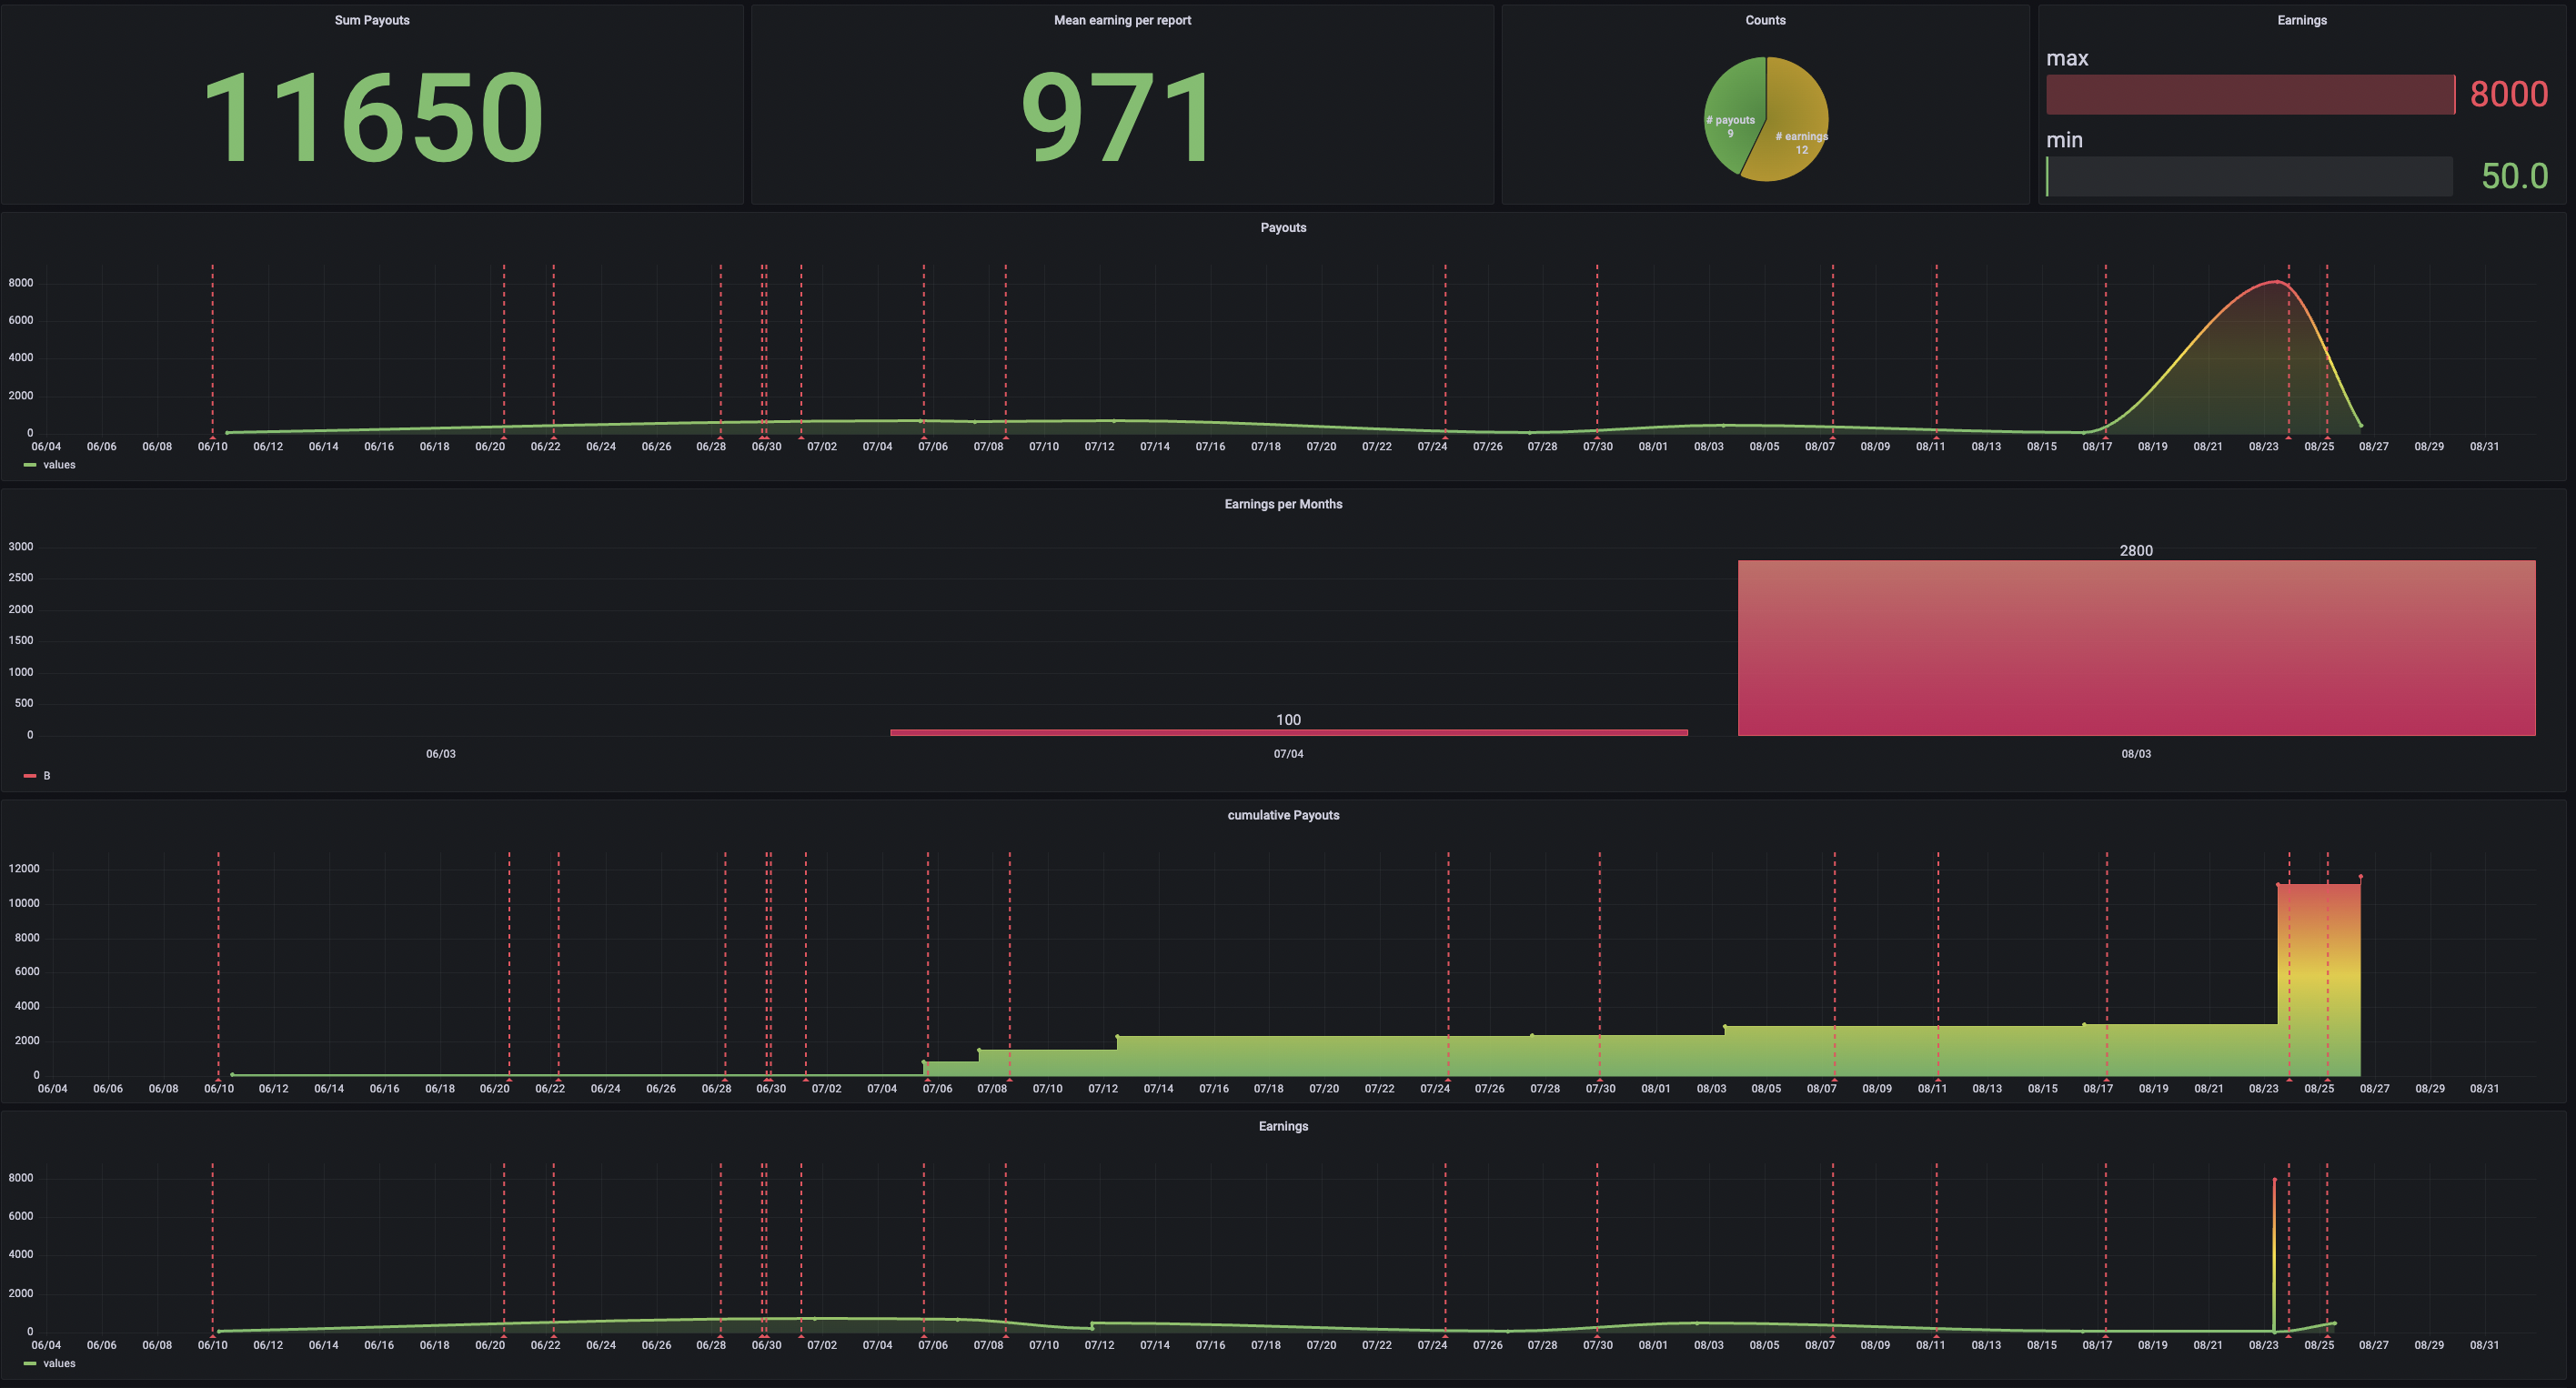 Sum Payouts
11650
Mean earning per report
971
Counts
# payouts
9
# earnings
12
Earnings
max
8000
min
50.0
Payouts
8000
6000
4000
2000
0
06/04 06/06 06/08 06/10 06/12 06/14 06/16 06/18 06/20 06/22 06/24 06/26 06/28 06/30 07/02 07/04 07/06 07/08 07/10 07/12 07/14 07/16 07/18 07/20 07/22 07/24 07/26 07/28 07/30 08/01 08/03 08/05 08/07 08/09 08/11 08/13 08/15 08/17 08/19 08/21 08/23 08/25 08/27 08/29 08/31
values
Earnings per Months
3000
2500
2000
1500
1000
500
0
100
2800
06/03 07/04 08/03
B
cumulative Payouts
12000
10000
8000
6000
4000
2000
0
06/04 06/06 06/08 06/10 06/12 06/14 06/16 06/18 06/20 06/22 06/24 06/26 06/28 06/30 07/02 07/04 07/06 07/08 07/10 07/12 07/14 07/16 07/18 07/20 07/22 07/24 07/26 07/28 07/30 08/01 08/03 08/05 08/07 08/09 08/11 08/13 08/15 08/17 08/19 08/21 08/23 08/25 08/27 08/29 08/31
Earnings
8000
6000
4000
2000
0
06/04 06/06 06/08 06/10 06/12 06/14 06/16 06/18 06/20 06/22 06/24 06/26 06/28 06/30 07/02 07/04 07/06 07/08 07/10 07/12 07/14 07/16 07/18 07/20 07/22 07/24 07/26 07/28 07/30 08/01 08/03 08/05 08/07 08/09 08/11 08/13 08/15 08/17 08/19 08/21 08/23 08/25 08/27 08/29 08/31
values